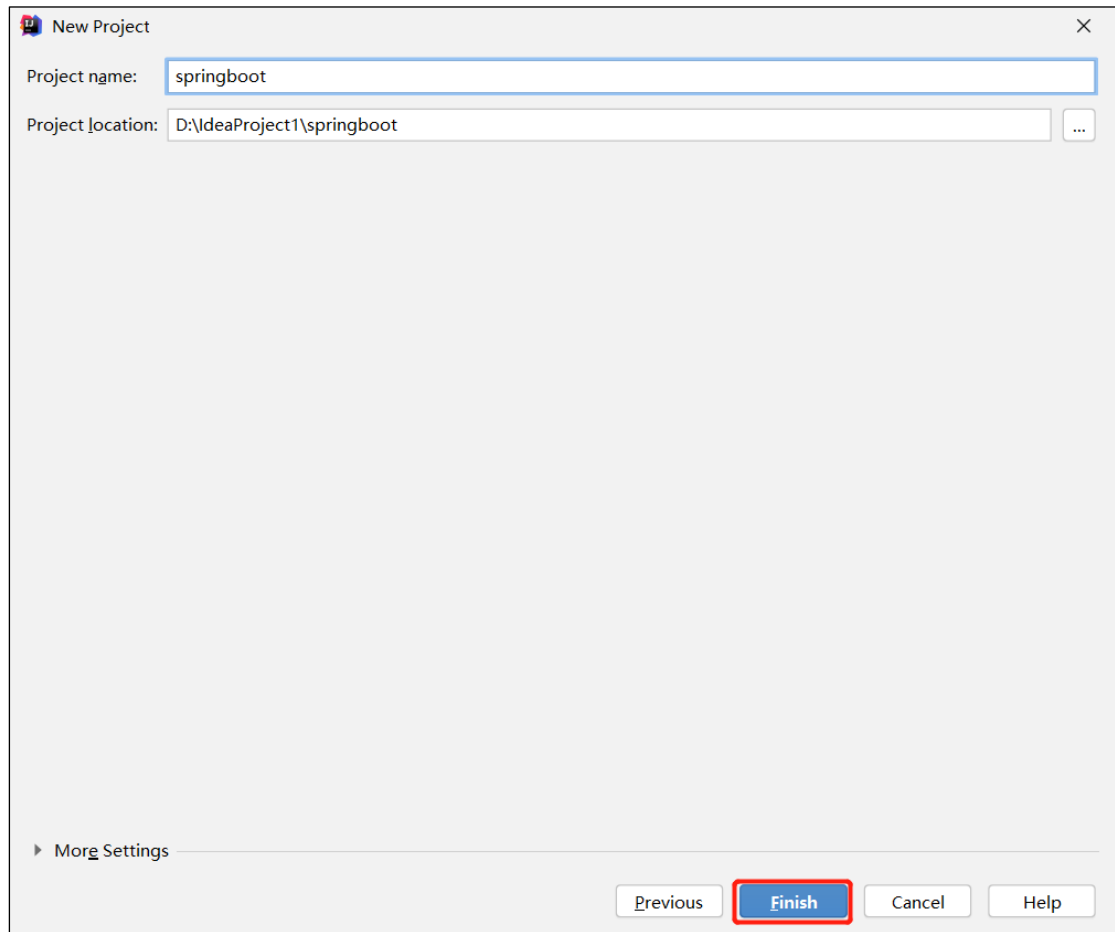 New Project
Project name: springboot
Project location: D:\IdeaProject1\springboot ...
More Settings
Previous Finish Cancel Help